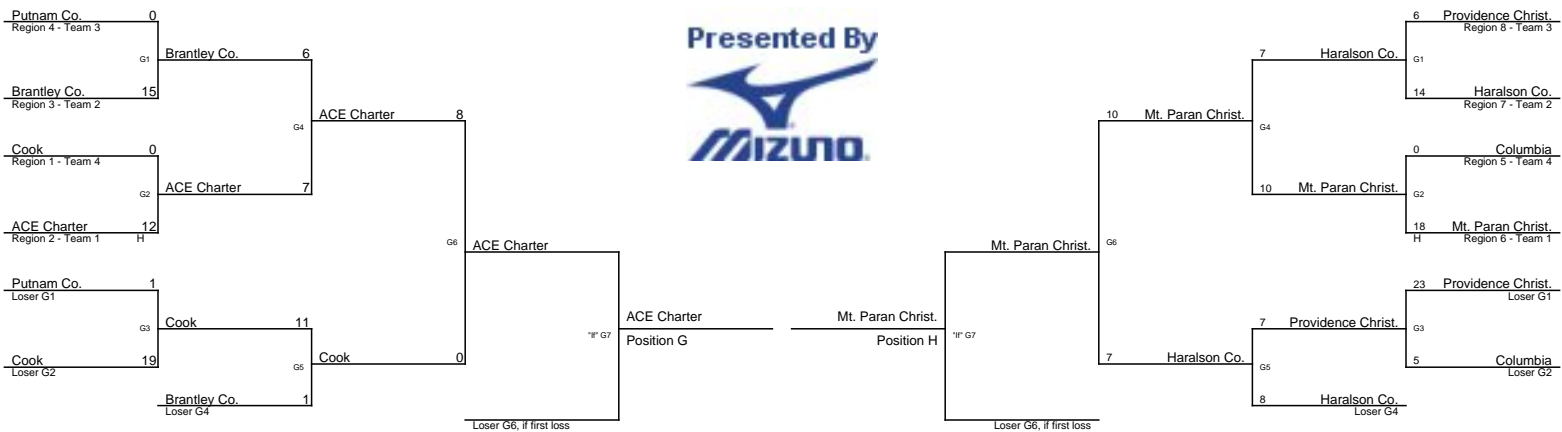 Putnam Co. 0
Region 4 - Team 3
G1
Brantley Co. 6
Brantley Co. 15
Region 3 - Team 2
G4
ACE Charter 8
Cook 0
Region 1 - Team 4
G2
ACE Charter 7
ACE Charter 12
Region 2 - Team 1 H
G6
ACE Charter
Putnam Co. 1
Loser G1
G3
Cook 11
Cook 19
Loser G2
G5
Cook 0
Brantley Co. 1
Loser G4
"If" G7
ACE Charter
Position G
Loser G6, if first loss
Presented By
MIZUNO
6 Providence Christ.
Region 8 - Team 3
7 Haralson Co.
G1
14 Haralson Co.
Region 7 - Team 2
10 Mt. Paran Christ.
G4
0 Columbia
Region 5 - Team 4
10 Mt. Paran Christ.
G2
18 Mt. Paran Christ.
H Region 6 - Team 1
Mt. Paran Christ.
G6
23 Providence Christ.
Loser G1
7 Providence Christ.
G3
5 Columbia
Loser G2
7 Haralson Co.
G5
8 Haralson Co.
Loser G4
Mt. Paran Christ.
Position H
"If" G7
Loser G6, if first loss